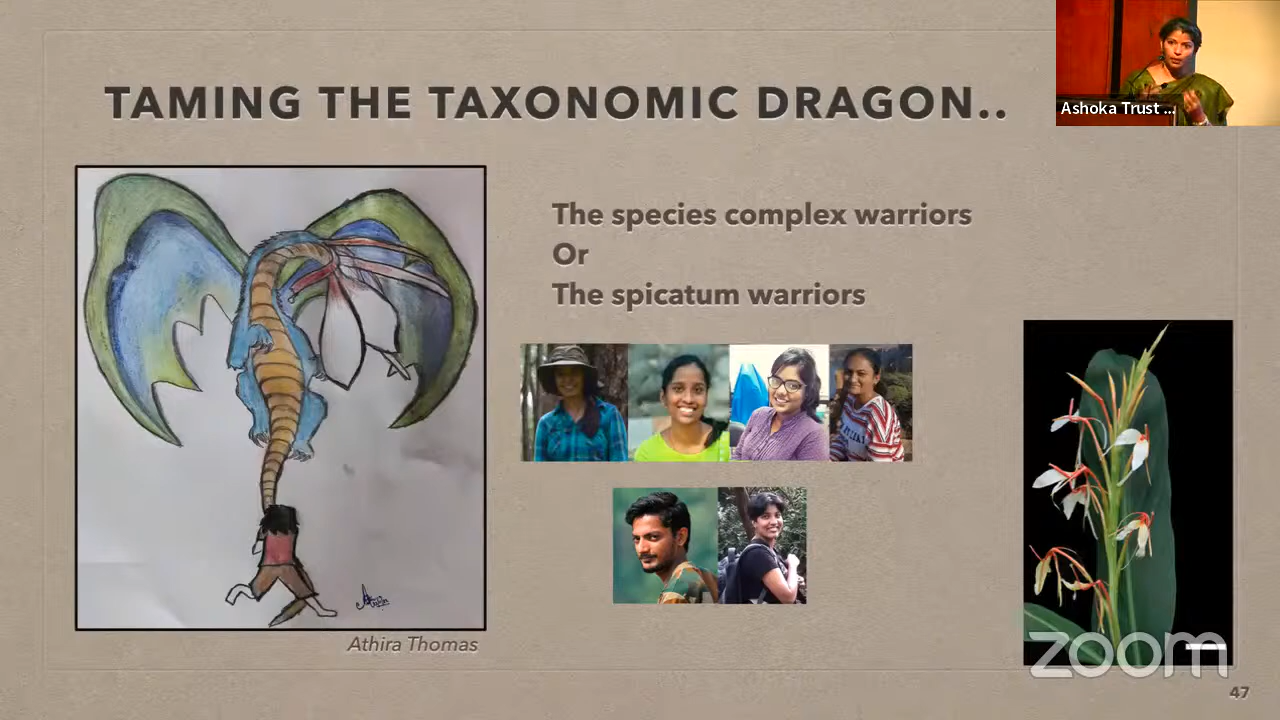 TAMING THE TAXONOMIC DRAGON..
Ashoka Trust ...
The species complex warriors
Or
The spicatum warriors
Athira Thomas
zoom
47